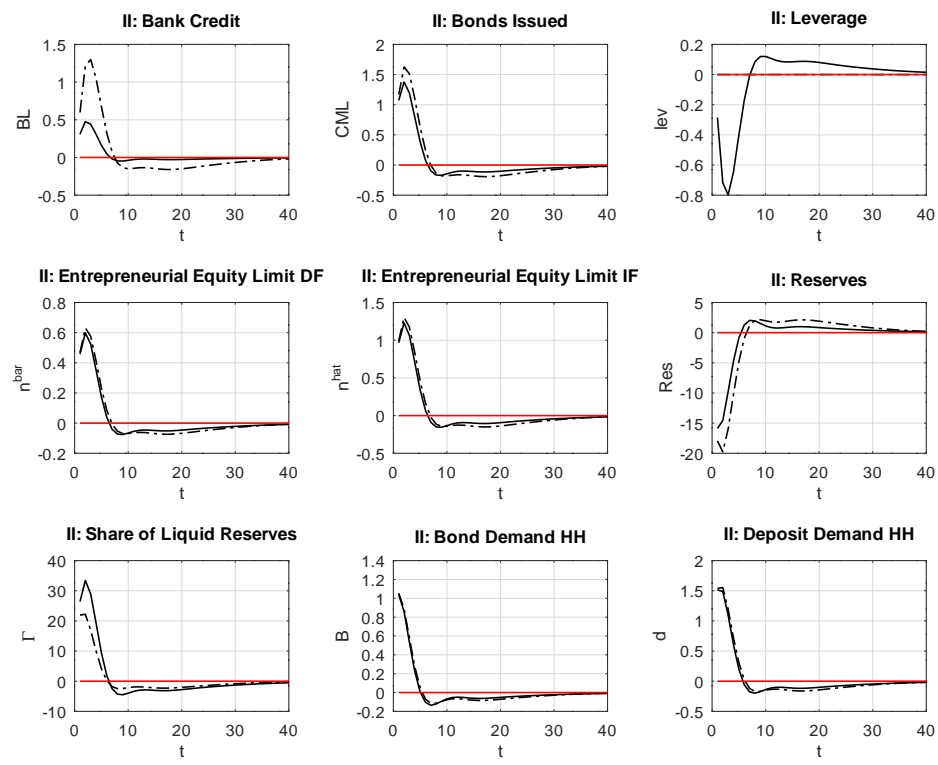 II: Bank Credit
1.5
1
0.5
0
-0.5
BL
0 10 20 30 40
t
II: Bonds Issued
2
1.5
1
0.5
0
-0.5
CML
0 10 20 30 40
t
II: Leverage
0.2
0
-0.2
-0.4
-0.6
-0.8
lev
0 10 20 30 40
t
II: Entrepreneurial Equity Limit DF
0.8
0.6
0.4
0.2
0
-0.2
n^bar
0 10 20 30 40
t
II: Entrepreneurial Equity Limit IF
1.5
1
0.5
0
-0.5
n^hat
0 10 20 30 40
t
II: Reserves
5
0
-5
-10
-15
-20
Res
0 10 20 30 40
t
II: Share of Liquid Reserves
40
30
20
10
0
-10
Γ
0 10 20 30 40
t
II: Bond Demand HH
1.4
1.2
1
0.8
0.6
0.4
0.2
0
-0.2
B
0 10 20 30 40
t
II: Deposit Demand HH
2
1.5
1
0.5
0
-0.5
d
0 10 20 30 40
t